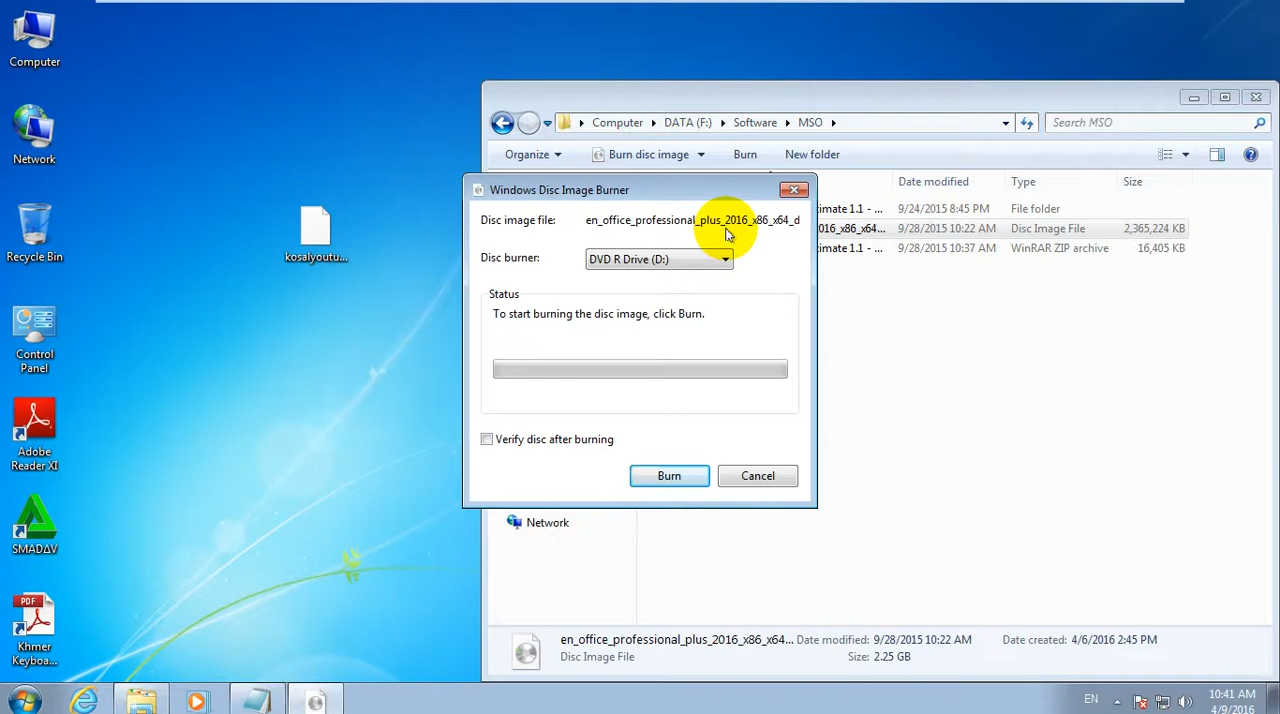 Computer
Network
Recycle Bin
Control
Panel
Adobe
Reader XI
SMADAV
PDF
Khmer
Keyboa...
kosalyoutu...
Computer
DATA (F:)
Software
MSO
Search MSO
Organize
Burn disc image
Burn
New folder
Date modified
Type
Size
timate 1.1 - ...
9/24/2015 8:45 PM
File folder
016_x86_x64...
9/28/2015 10:22 AM
Disc Image File
2,365,224 KB
timate 1.1 - ...
9/28/2015 10:37 AM
WinRAR ZIP archive
16,405 KB
Windows Disc Image Burner
Disc image file:
en_office_professional_plus_2016_x86_x64_d
Disc burner:
DVD R Drive (D:)
Status
To start burning the disc image, click Burn.
Verify disc after burning
Burn
Cancel
Network
en_office_professional_plus_2016_x86_x64...
Date modified: 9/28/2015 10:22 AM
Date created: 4/6/2016 2:45 PM
Disc Image File
Size: 2.25 GB
EN
10:41 AM
4/9/2016